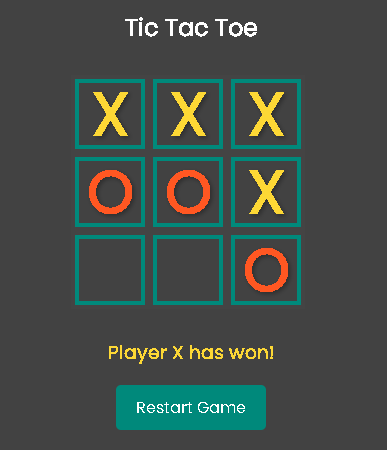 Tic Tac Toe
X X X
O O X
O
Player X has won!
Restart Game